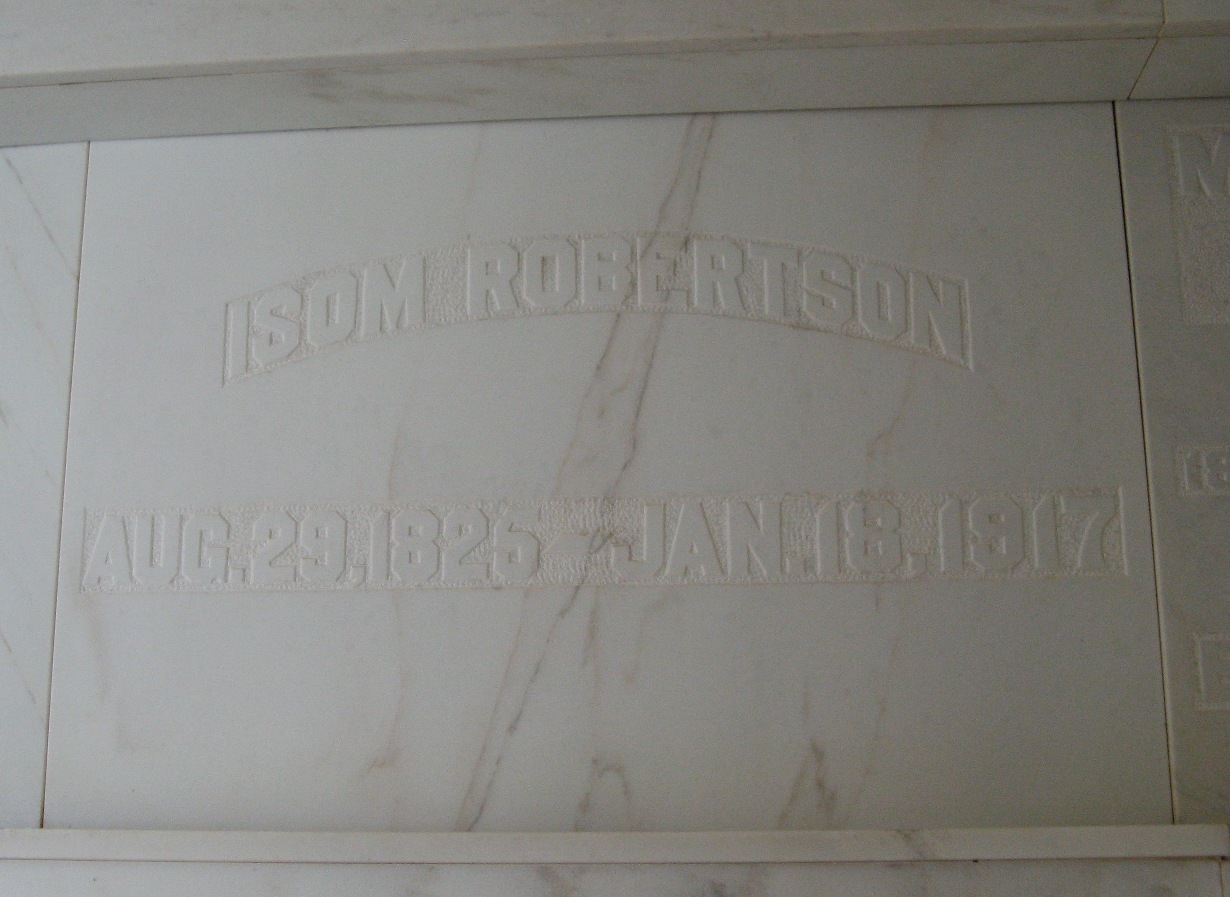 ISOM ROBERTSON
AUG. 29, 1825 - JAN. 18, 1917